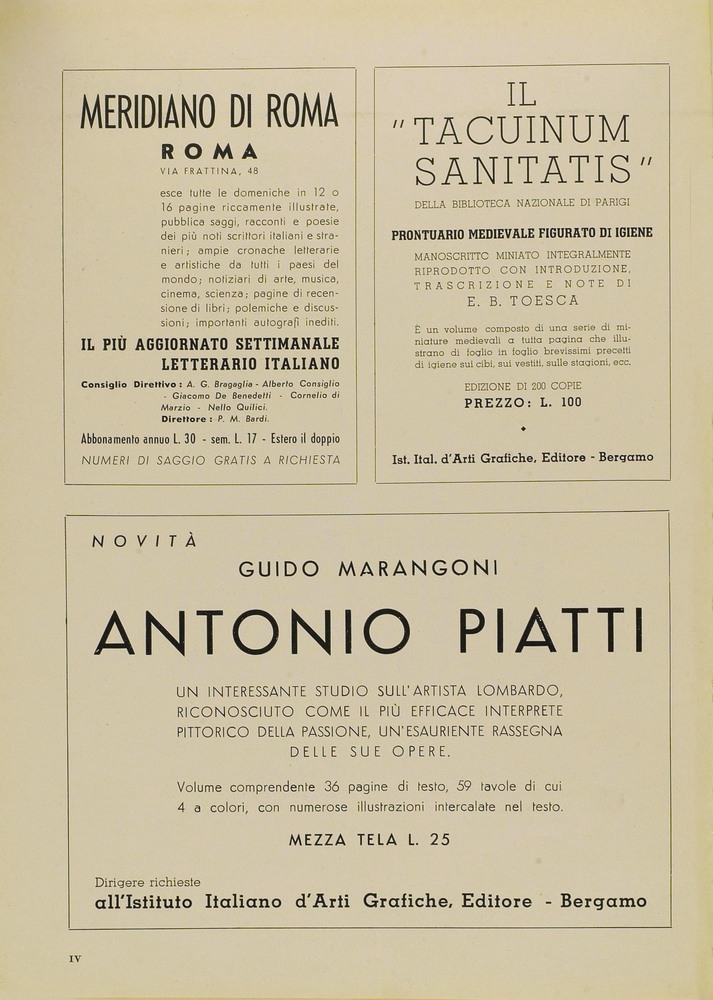 MERIDIANO DI ROMA
ROMA
VIA FRATTINA, 48
esce tutte le domeniche in 12 o
16 pagine riccamente illustrate,
pubblica saggi, racconti e poesie
dei più noti scrittori italiani e stra-
nieri; ampie cronache letterarie
e artistiche da tutti i paesi del
mondo; notiziari di arte, musica,
cinema, scienza; pagine di recen-
sione di libri; polemiche e discus-
sioni; importanti autografi inediti.
IL PIÙ AGGIORNATO SETTIMANALE
LETTERARIO ITALIANO
Consiglio Direttivo: A. G. Bragaglia - Alberto Consiglio
- Giacomo De Benedetti - Cornelio di
Marzio - Nello Quilici.
Direttore: P. M. Bardi.
Abbonamento annuo L. 30 - sem. L. 17 - Estero il doppio
NUMERI DI SAGGIO GRATIS A RICHIESTA
IL
"TACUINUM
SANITATIS"
DELLA BIBLIOTECA NAZIONALE DI PARIGI
PRONTUARIO MEDIEVALE FIGURATO DI IGIENE
MANOSCRITTO MINIATO INTEGRALMENTE
RIPRODOTTO CON INTRODUZIONE,
TRASCRIZIONE E NOTE DI
E. B. TOESCA
È un volume composto di una serie di mi-
niature medievali a tutta pagina che illu-
strano di foglio in foglio brevissimi precetti
di igiene sui cibi, sui vestiti, sulle stagioni, ecc.
EDIZIONE DI 200 COPIE
PREZZO: L. 100
Ist. Ital. d'Arti Grafiche, Editore - Bergamo
NOVITÀ
GUIDO MARANGONI
ANTONIO PIATTI
UN INTERESSANTE STUDIO SULL'ARTISTA LOMBARDO,
RICONOSCIUTO COME IL PIÙ EFFICACE INTERPRETE
PITTORICO DELLA PASSIONE, UN'ESAURIENTE RASSEGNA
DELLE SUE OPERE.
Volume comprendente 36 pagine di testo, 59 tavole di cui
4 a colori, con numerose illustrazioni intercalate nel testo.
MEZZA TELA L. 25
Dirigere richieste
all'Istituto Italiano d'Arti Grafiche, Editore - Bergamo
IV